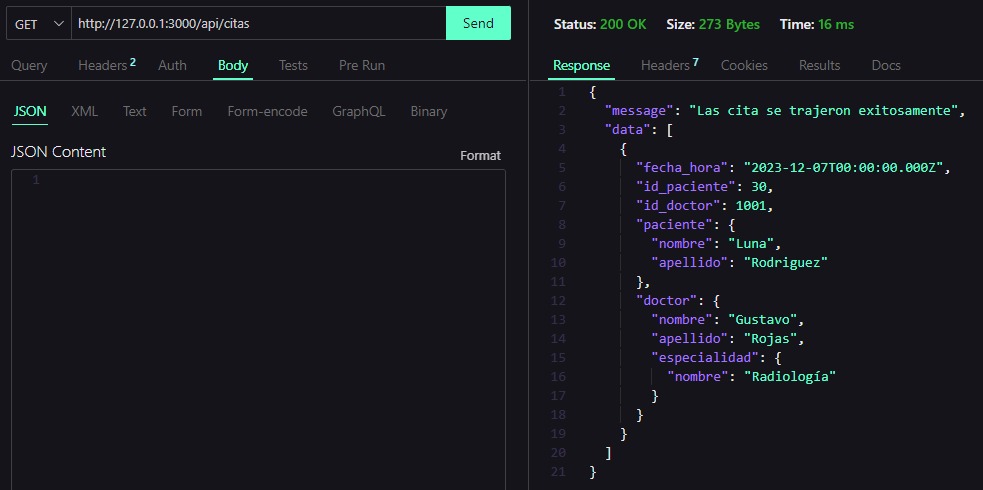 GET http://127.0.0.1:3000/api/citas Send
Query Headers 2 Auth Body Tests Pre Run
JSON XML Text Form Form-encode GraphQL Binary
JSON Content Format
1
Status: 200 OK Size: 273 Bytes Time: 16 ms
Response Headers 7 Cookies Results Docs
1 {
2 "message": "Las cita se trajeron exitosamente",
3 "data": [
4 {
5 "fecha_hora": "2023-12-07T00:00:00.000Z",
6 "id_paciente": 30,
7 "id_doctor": 1001,
8 "paciente": {
9 "nombre": "Luna",
10 "apellido": "Rodriguez"
11 },
12 "doctor": {
13 "nombre": "Gustavo",
14 "apellido": "Rojas",
15 "especialidad": {
16 "nombre": "Radiología"
17 }
18 }
19 }
20 ]
21 }